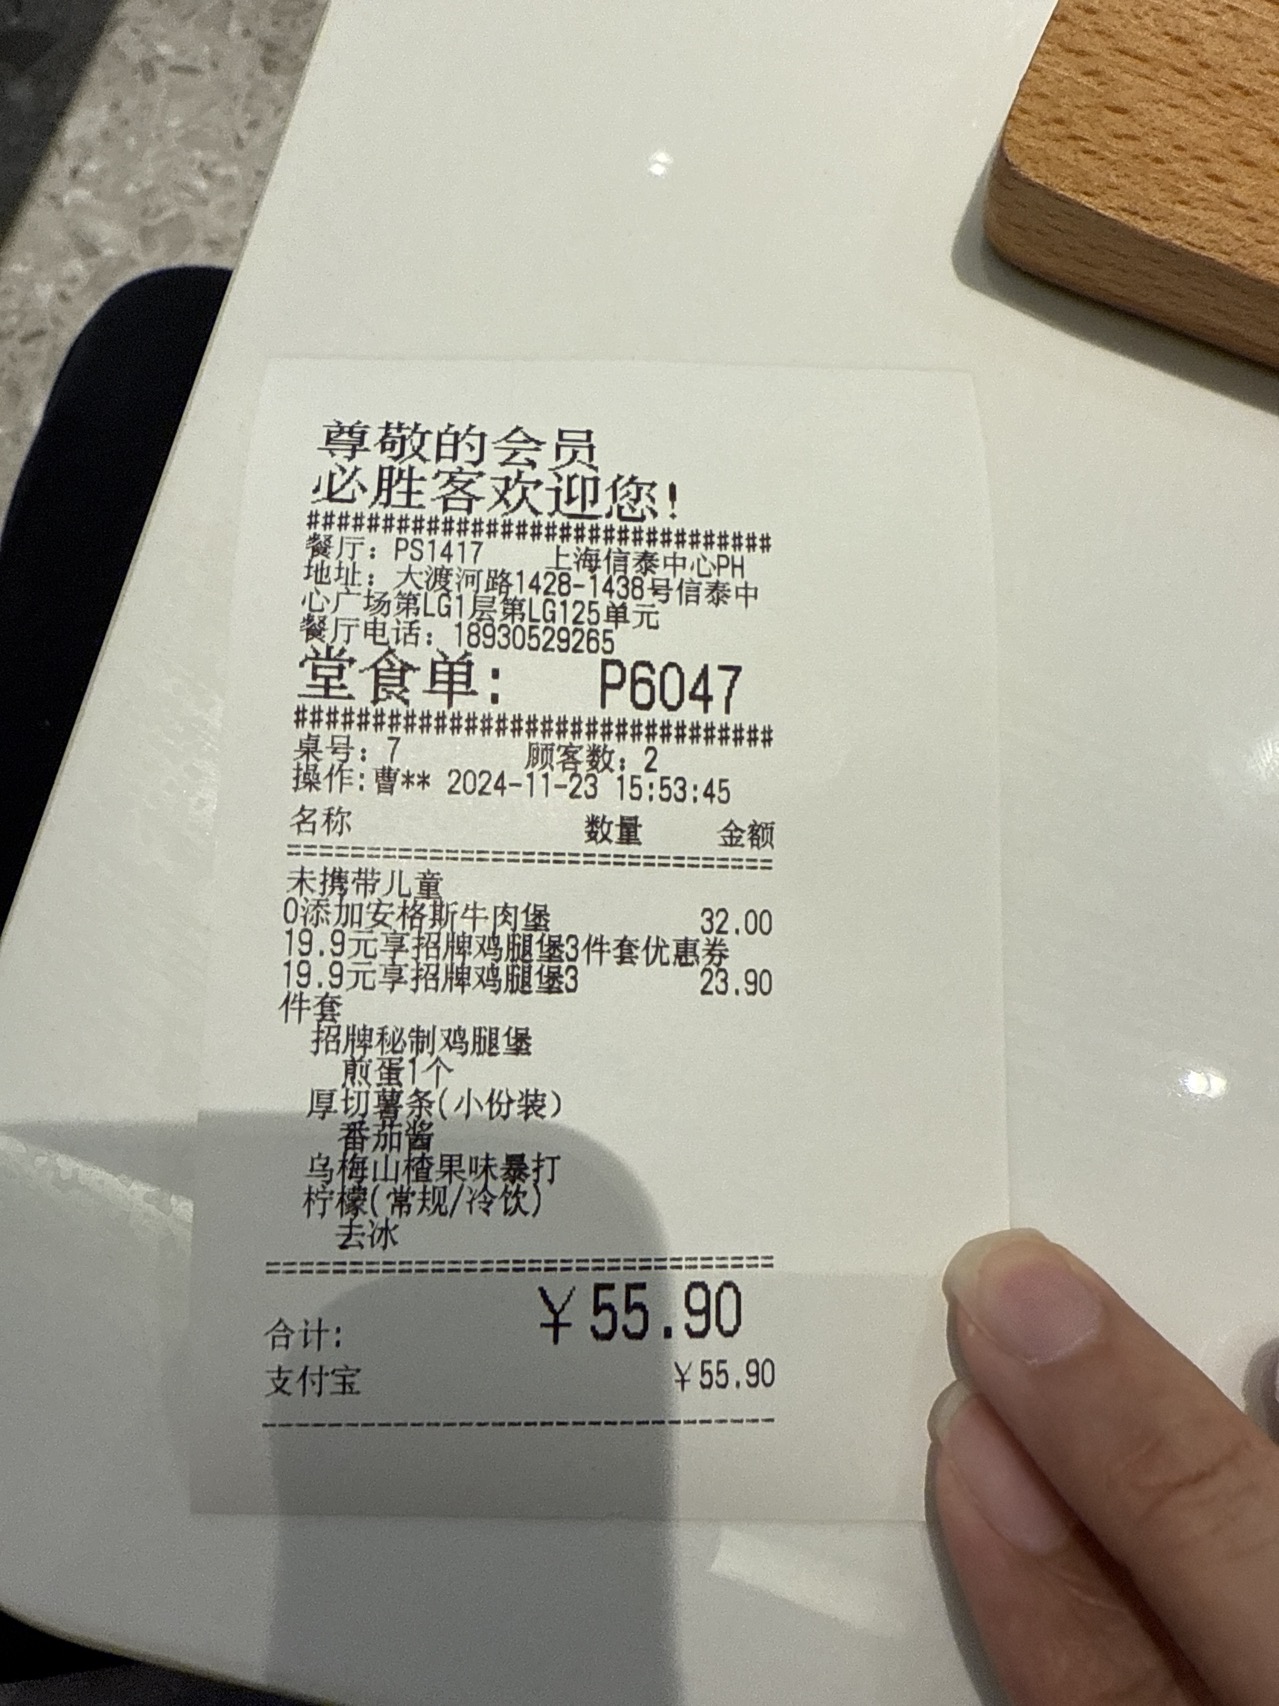 尊敬的会员
必胜客欢迎您!
##############################
餐厅: PS1417 上海信泰中心PH
地址: 大渡河路1428-1438号信泰中
心广场第LG1层第LG125单元
餐厅电话: 18930529265
堂食单: P6047
##############################
桌号: 7 顾客数: 2
操作:曹** 2024-11-23 15:53:45
名称 数量 金额
================================
未携带儿童
0添加安格斯牛肉堡 32.00
19.9元享招牌鸡腿堡3件套优惠券
19.9元享招牌鸡腿堡3 23.90
件套
招牌秘制鸡腿堡
煎蛋1个
厚切薯条(小份装)
番茄酱
乌梅山楂果味暴打
柠檬(常规/冷饮)
去冰
================================
合计: ￥55.90
支付宝 ￥55.90
--------------------------------